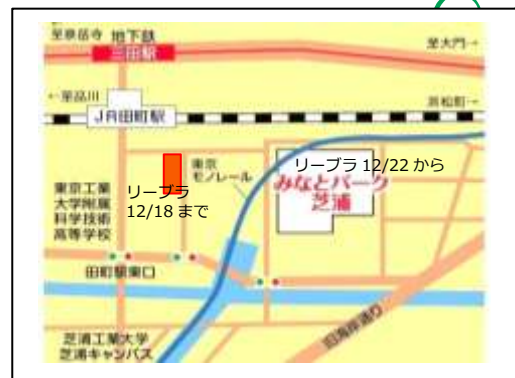 至泉岳寺 地下鉄
三田駅
至大門→
←至品川
浜松町→
JR田町駅
東京
モノレール
リーブラ 12/22 から
みなとパーク
芝浦
リーブラ
12/18 まで
東京工業
大学附属
科学技術
高等学校
田町駅東口
旧海岸通り
芝浦工業大学
芝浦キャンパス